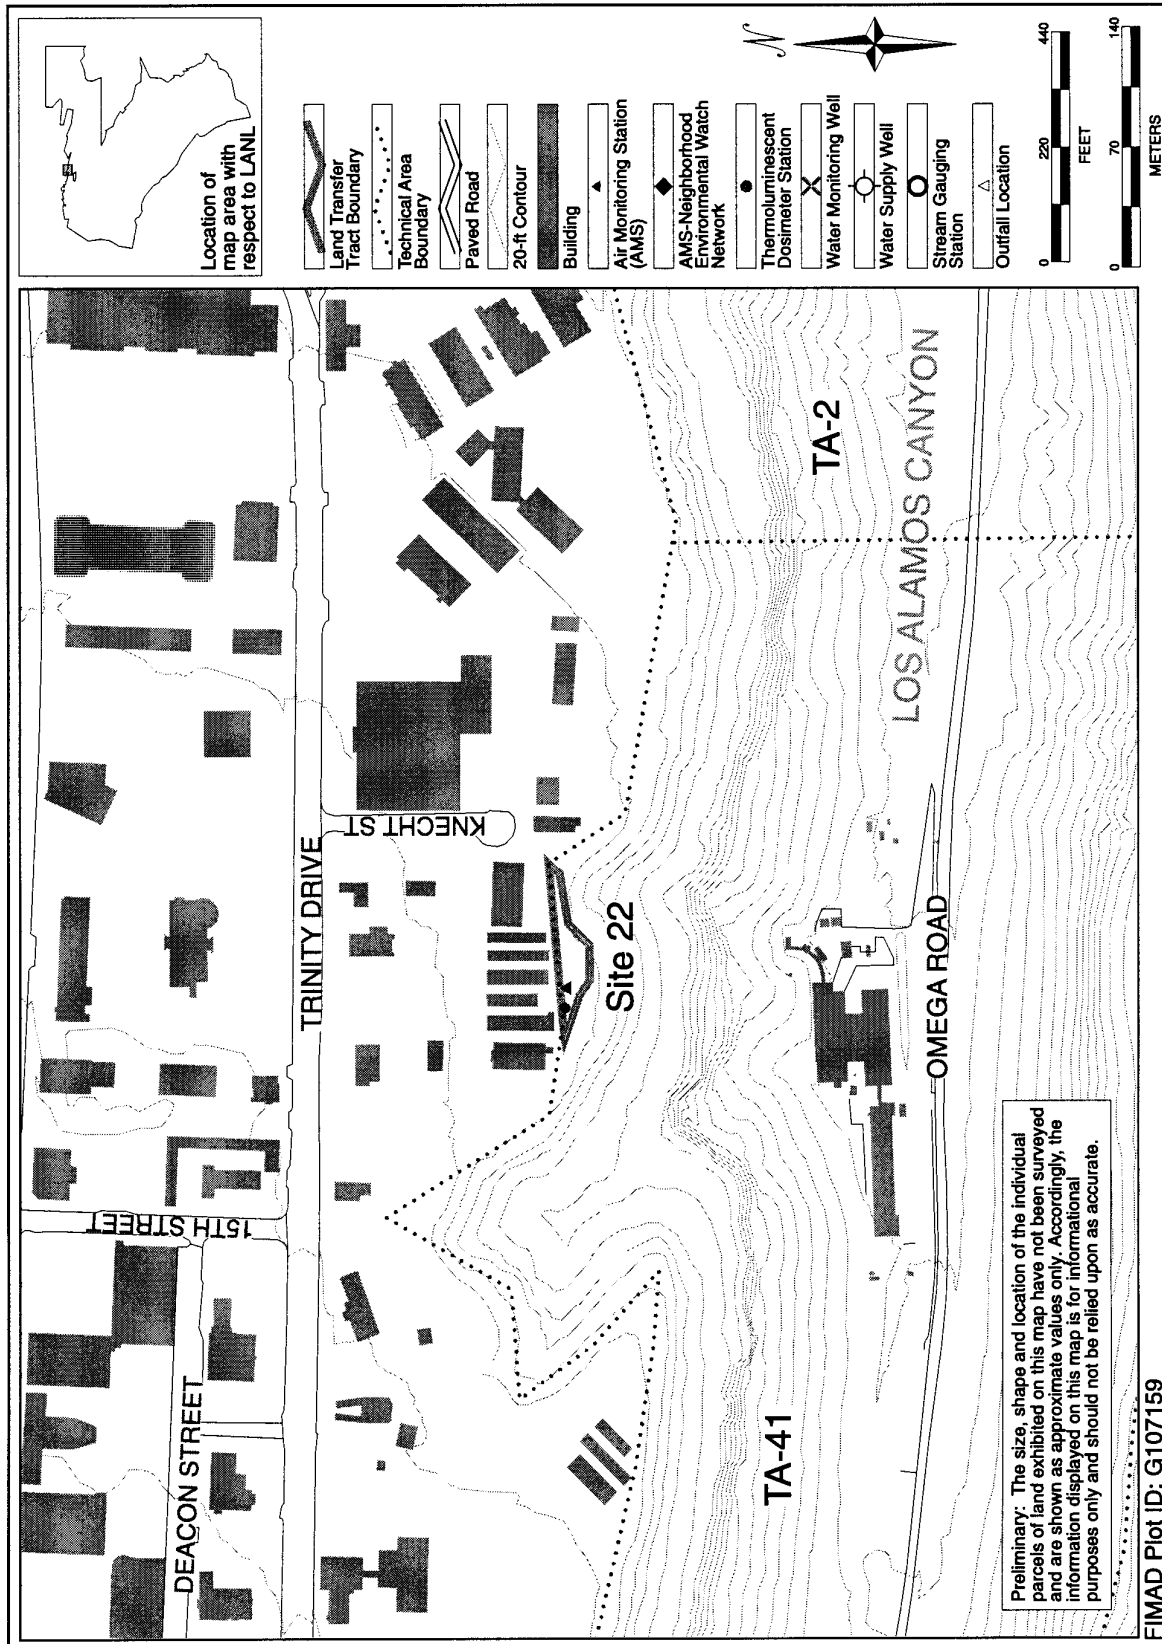 Location of
map area with
respect to LANL
Land Transfer
Tract Boundary
Technical Area
Boundary
Paved Road
20-ft Contour
Building
Air Monitoring Station
(AMS)
AMS-Neighborhood
Environmental Watch
Network
Thermoluminescent
Dosimeter Station
Water Monitoring Well
Water Supply Well
Stream Gauging
Station
Outfall Location
N
0 220 440
FEET
0 70 140
METERS
DEACON STREET
15TH STREET
TRINITY DRIVE
KNECHT ST
Site 22
TA-41
TA-2
LOS ALAMOS CANYON
OMEGA ROAD
Preliminary: The size, shape and location of the individual
parcels of land exhibited on this map have not been surveyed
and are shown as approximate values only. Accordingly, the
information displayed on this map is for informational
purposes only and should not be relied upon as accurate.
FIMAD Plot ID: G107159